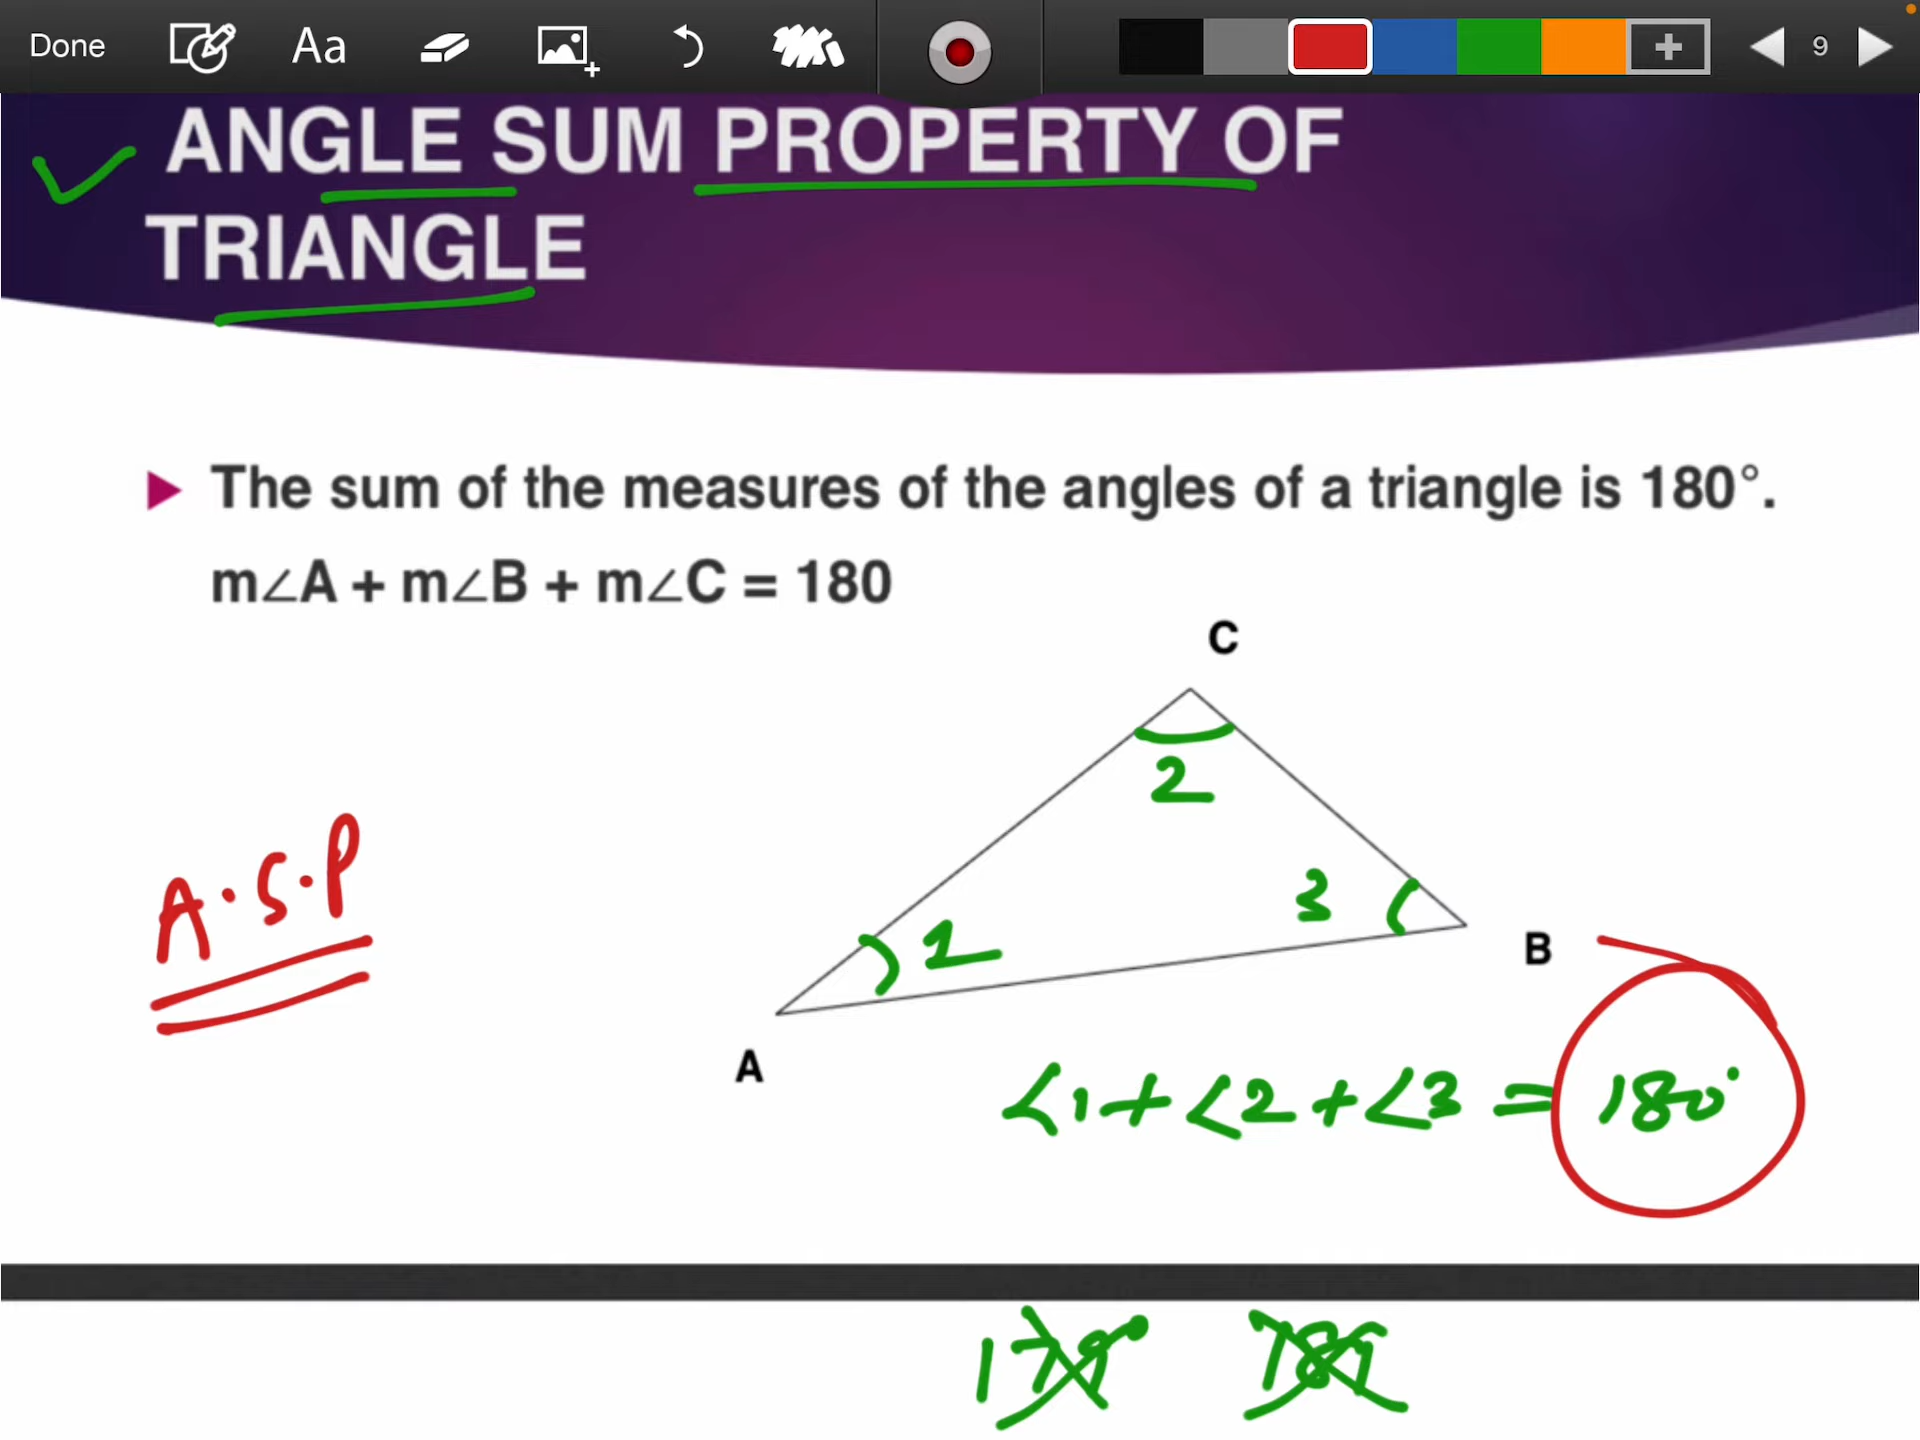 Done Aa 9
ANGLE SUM PROPERTY OF
TRIANGLE
The sum of the measures of the angles of a triangle is 180°.
m∠A + m∠B + m∠C = 180
C
2
A.S.P
3
1
B
A
∠1+∠2+∠3 = 180°
179°